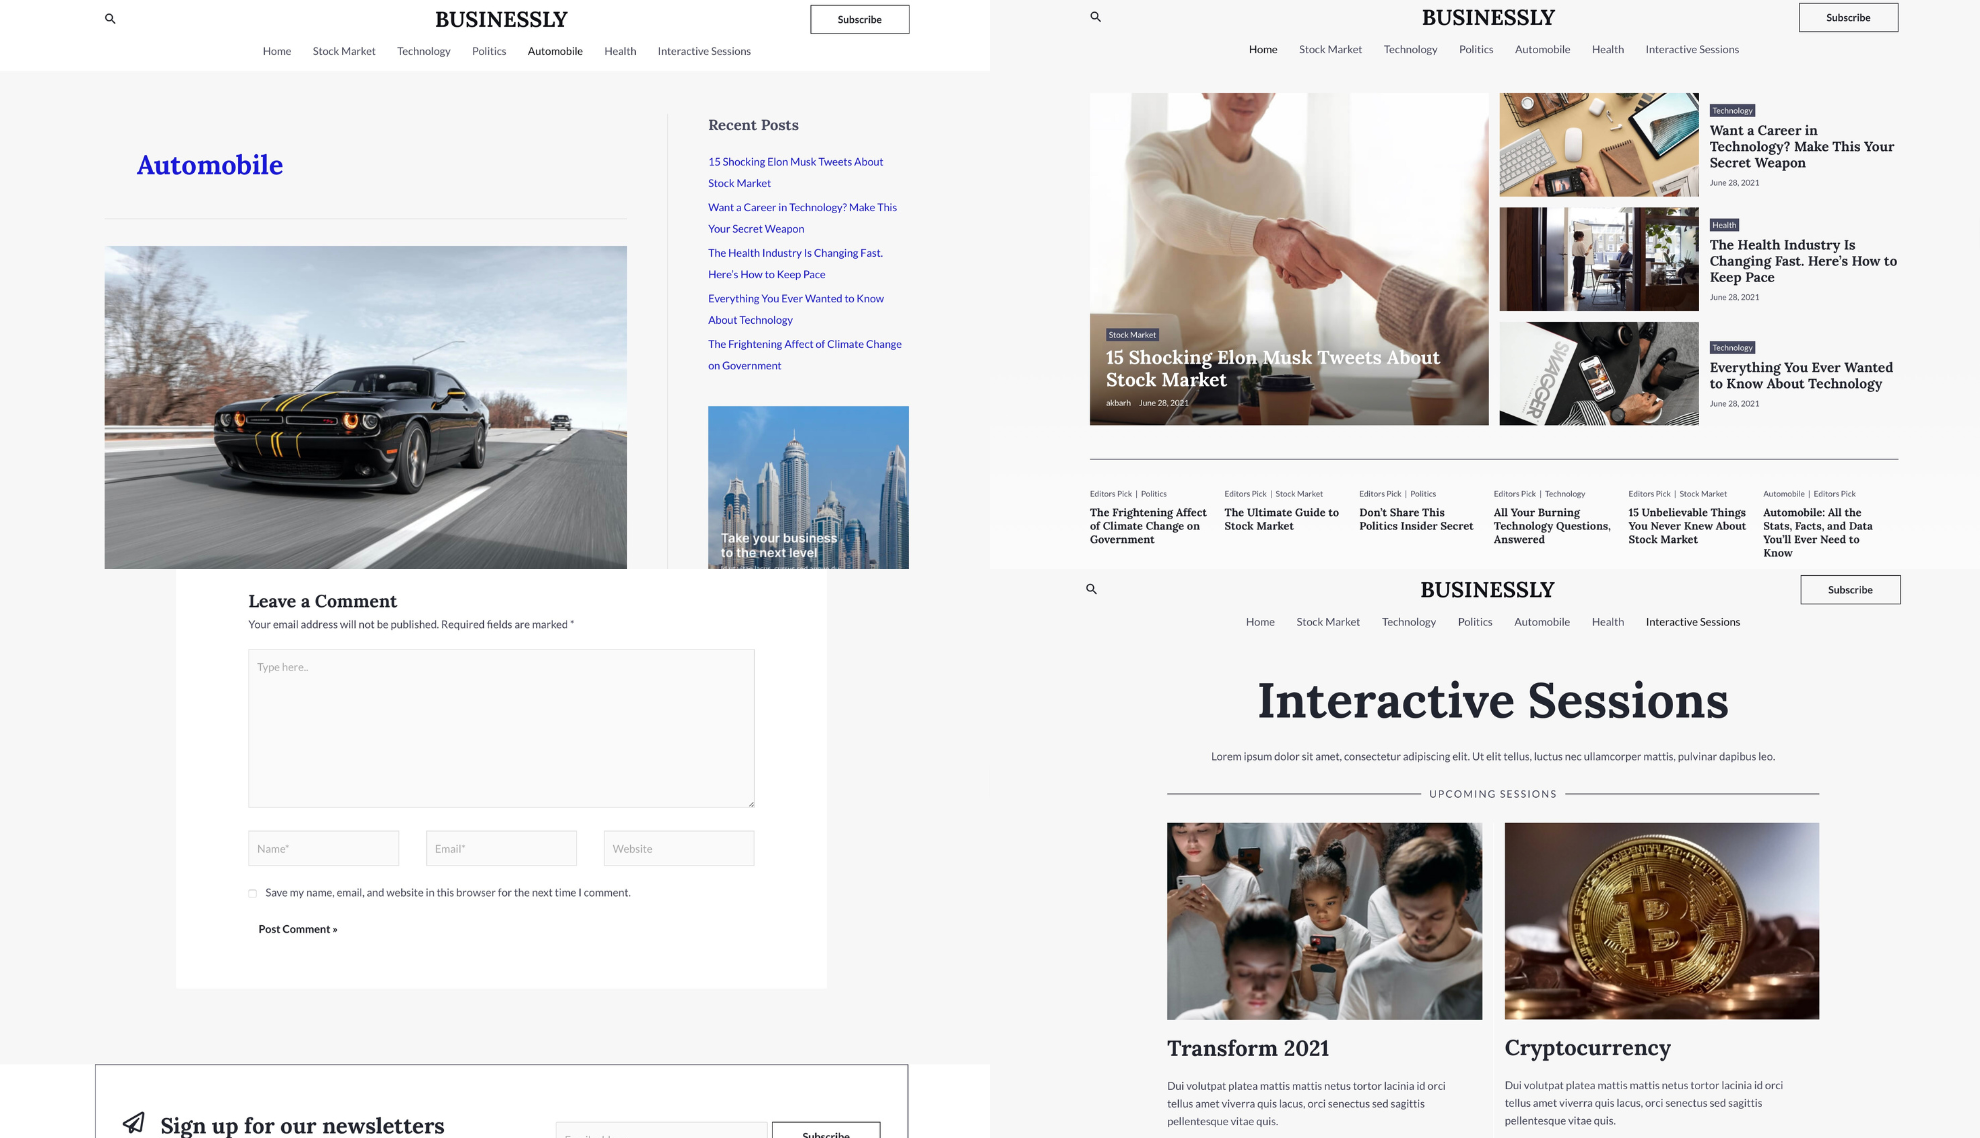 BUSINESSLY
Subscribe
Home Stock Market Technology Politics Automobile Health Interactive Sessions
Automobile
Recent Posts
15 Shocking Elon Musk Tweets About
Stock Market
Want a Career in Technology? Make This
Your Secret Weapon
The Health Industry Is Changing Fast.
Here's How to Keep Pace
Everything You Ever Wanted to Know
About Technology
The Frightening Affect of Climate Change
on Government
Take your business
to the next level
BUSINESSLY
Subscribe
Home Stock Market Technology Politics Automobile Health Interactive Sessions
Stock Market
15 Shocking Elon Musk Tweets About
Stock Market
akbarh June 28, 2021
Technology
Want a Career in
Technology? Make This Your
Secret Weapon
June 28, 2021
Health
The Health Industry Is
Changing Fast. Here's How to
Keep Pace
June 28, 2021
SWAGGER
Technology
Everything You Ever Wanted
to Know About Technology
June 28, 2021
Editors Pick | Politics
The Frightening Affect
of Climate Change on
Government
Editors Pick | Stock Market
The Ultimate Guide to
Stock Market
Editors Pick | Politics
Don't Share This
Politics Insider Secret
Editors Pick | Technology
All Your Burning
Technology Questions,
Answered
Editors Pick | Stock Market
15 Unbelievable Things
You Never Knew About
Stock Market
Automobile | Editors Pick
Automobile: All the
Stats, Facts, and Data
You'll Ever Need to
Know
Leave a Comment
Your email address will not be published. Required fields are marked *
Type here..
Name*
Email*
Website
Save my name, email, and website in this browser for the next time I comment.
Post Comment »
Sign up for our newsletters
Subscribe
BUSINESSLY
Subscribe
Home Stock Market Technology Politics Automobile Health Interactive Sessions
Interactive Sessions
Lorem ipsum dolor sit amet, consectetur adipiscing elit. Ut elit tellus, luctus nec ullamcorper mattis, pulvinar dapibus leo.
UPCOMING SESSIONS
Transform 2021
Dui volutpat platea mattis mattis netus tortor lacinia id orci
tellus amet viverra quis lacus, orci senectus sed sagittis
pellentesque vitae quis.
Cryptocurrency
Dui volutpat platea mattis mattis netus tortor lacinia id orci
tellus amet viverra quis lacus, orci senectus sed sagittis
pellentesque vitae quis.